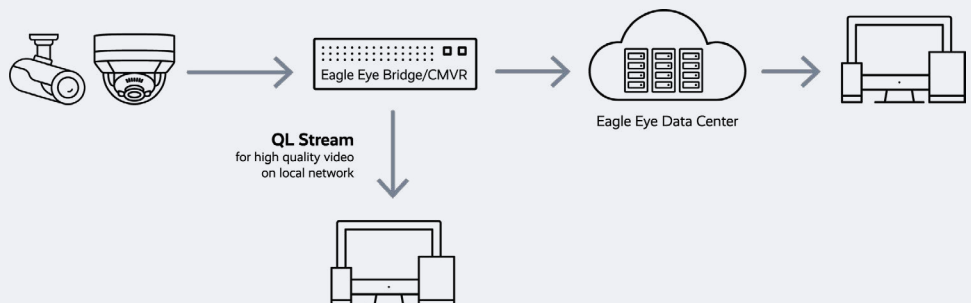 Eagle Eye Bridge/CMVR
Eagle Eye Data Center
QL Stream
for high quality video
on local network